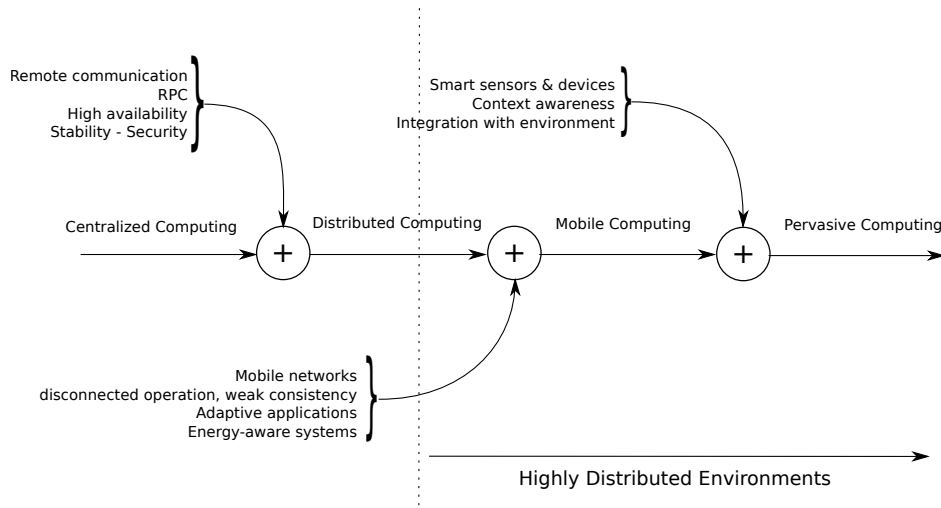 Remote communication
RPC
High availability
Stability - Security
Smart sensors & devices
Context awareness
Integration with environment
Centralized Computing
Distributed Computing
Mobile Computing
Pervasive Computing
+
+
+
Mobile networks
disconnected operation, weak consistency
Adaptive applications
Energy-aware systems
Highly Distributed Environments